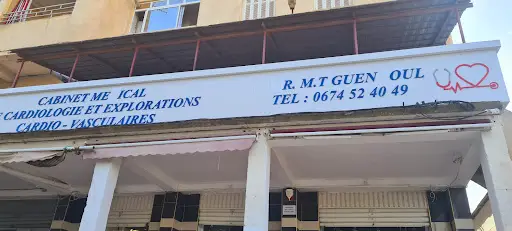 CABINET ME ICAL
CARDIOLOGIE ET EXPLORATIONS
CARDIO - VASCULAIRES
R. M.T GUEN OUL
TEL : 0674 52 40 49